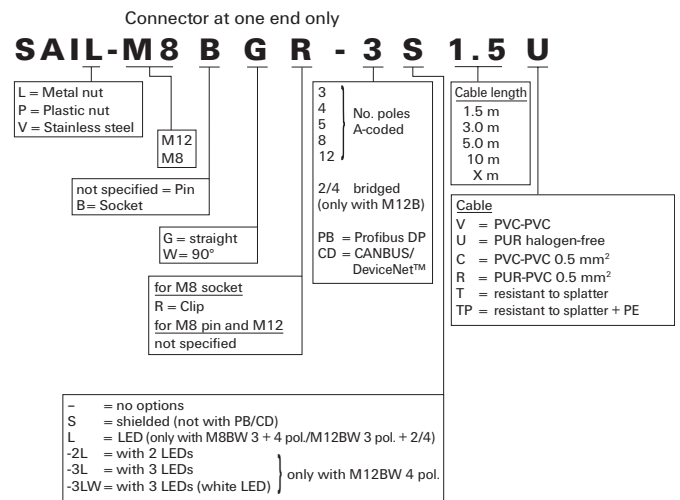 Connector at one end only
SAIL-M8 B G R - 3 S 1.5 U
L = Metal nut
P = Plastic nut
V = Stainless steel
M12
M8
not specified = Pin
B= Socket
G = straight
W= 90°
for M8 socket
R = Clip
for M8 pin and M12
not specified
3
4
5
8
12
No. poles
A-coded
2/4 bridged
(only with M12B)
PB = Profibus DP
CD = CANBUS/
DeviceNet™
Cable length
1.5 m
3.0 m
5.0 m
10 m
X m
Cable
V = PVC-PVC
U = PUR halogen-free
C = PVC-PVC 0.5 mm²
R = PUR-PVC 0.5 mm²
T = resistant to splatter
TP = resistant to splatter + PE
– = no options
S = shielded (not with PB/CD)
L = LED (only with M8BW 3 + 4 pol./M12BW 3 pol. + 2/4)
-2L = with 2 LEDs
-3L = with 3 LEDs
-3LW = with 3 LEDs (white LED)
only with M12BW 4 pol.